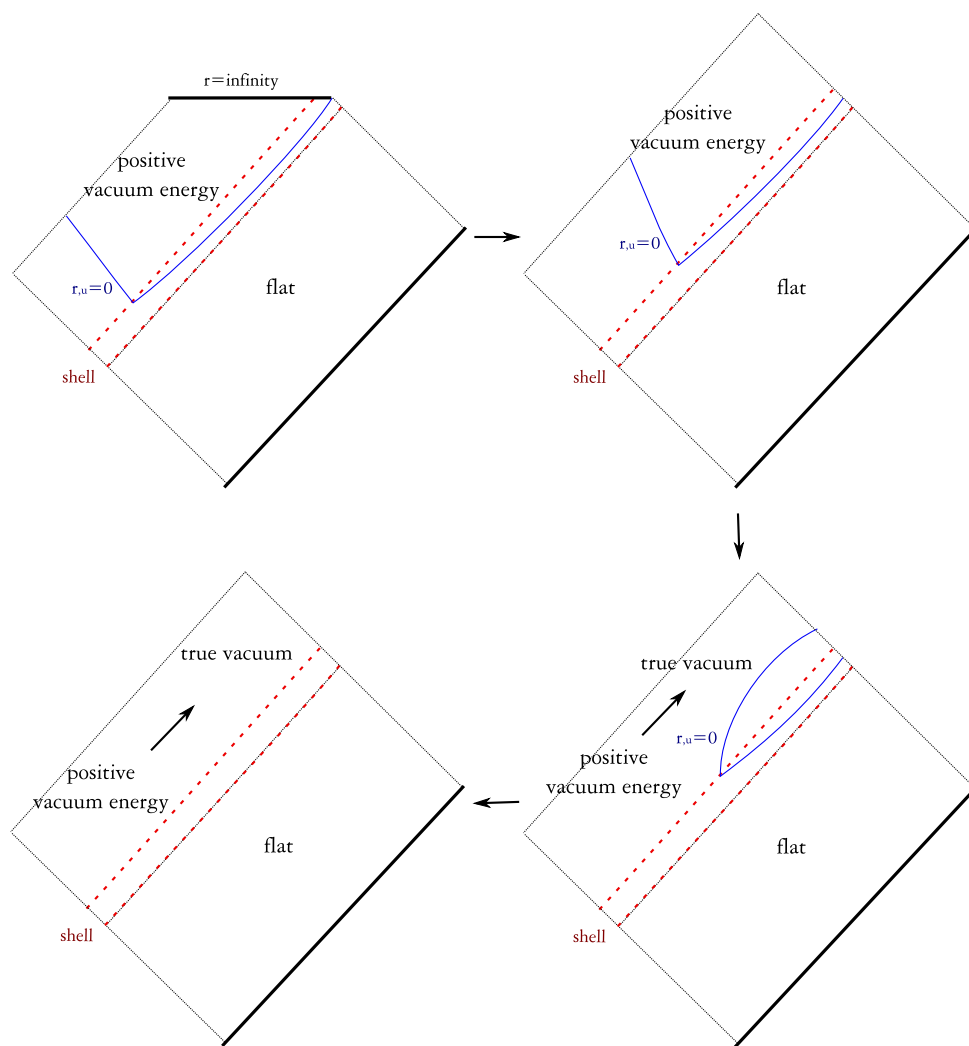 r=infinity
positive
vacuum energy
r,u=0
flat
shell
positive
vacuum energy
r,u=0
flat
shell
true vacuum
positive
vacuum energy
flat
shell
true vacuum
r,u=0
positive
vacuum energy
flat
shell